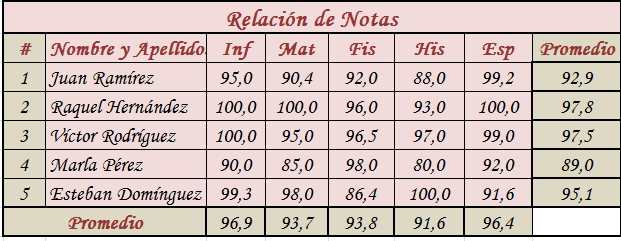 Relación de Notas
# Nombre y Apellido. Inf Mat Fis His Esp Promedio
1 Juan Ramírez 95,0 90,4 92,0 88,0 99,2 92,9
2 Raquel Hernández 100,0 100,0 96,0 93,0 100,0 97,8
3 Víctor Rodríguez 100,0 95,0 96,5 97,0 99,0 97,5
4 Marla Pérez 90,0 85,0 98,0 80,0 92,0 89,0
5 Esteban Domínguez 99,3 98,0 86,4 100,0 91,6 95,1
Promedio 96,9 93,7 93,8 91,6 96,4